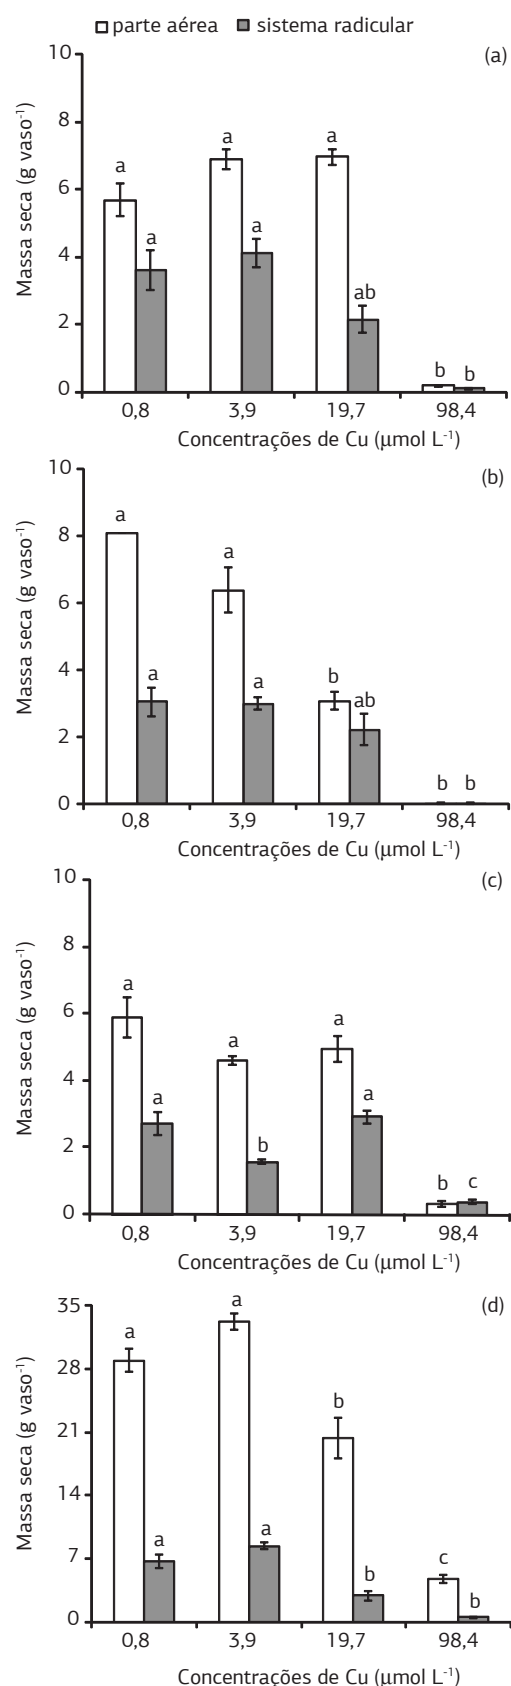 parte aérea sistema radicular
(a)
Massa seca (g vaso⁻¹)
10
8
6
4
2
0
a a a a a ab b b
0,8 3,9 19,7 98,4
Concentrações de Cu (µmol L⁻¹)
(b)
Massa seca (g vaso⁻¹)
10
8
6
4
2
0
a a a a b ab b b
0,8 3,9 19,7 98,4
Concentrações de Cu (µmol L⁻¹)
(c)
Massa seca (g vaso⁻¹)
10
8
6
4
2
0
a a a b a a b c
0,8 3,9 19,7 98,4
Concentrações de Cu (µmol L⁻¹)
(d)
Massa seca (g vaso⁻¹)
35
28
21
14
7
0
a a a a b b c b
0,8 3,9 19,7 98,4
Concentrações de Cu (µmol L⁻¹)